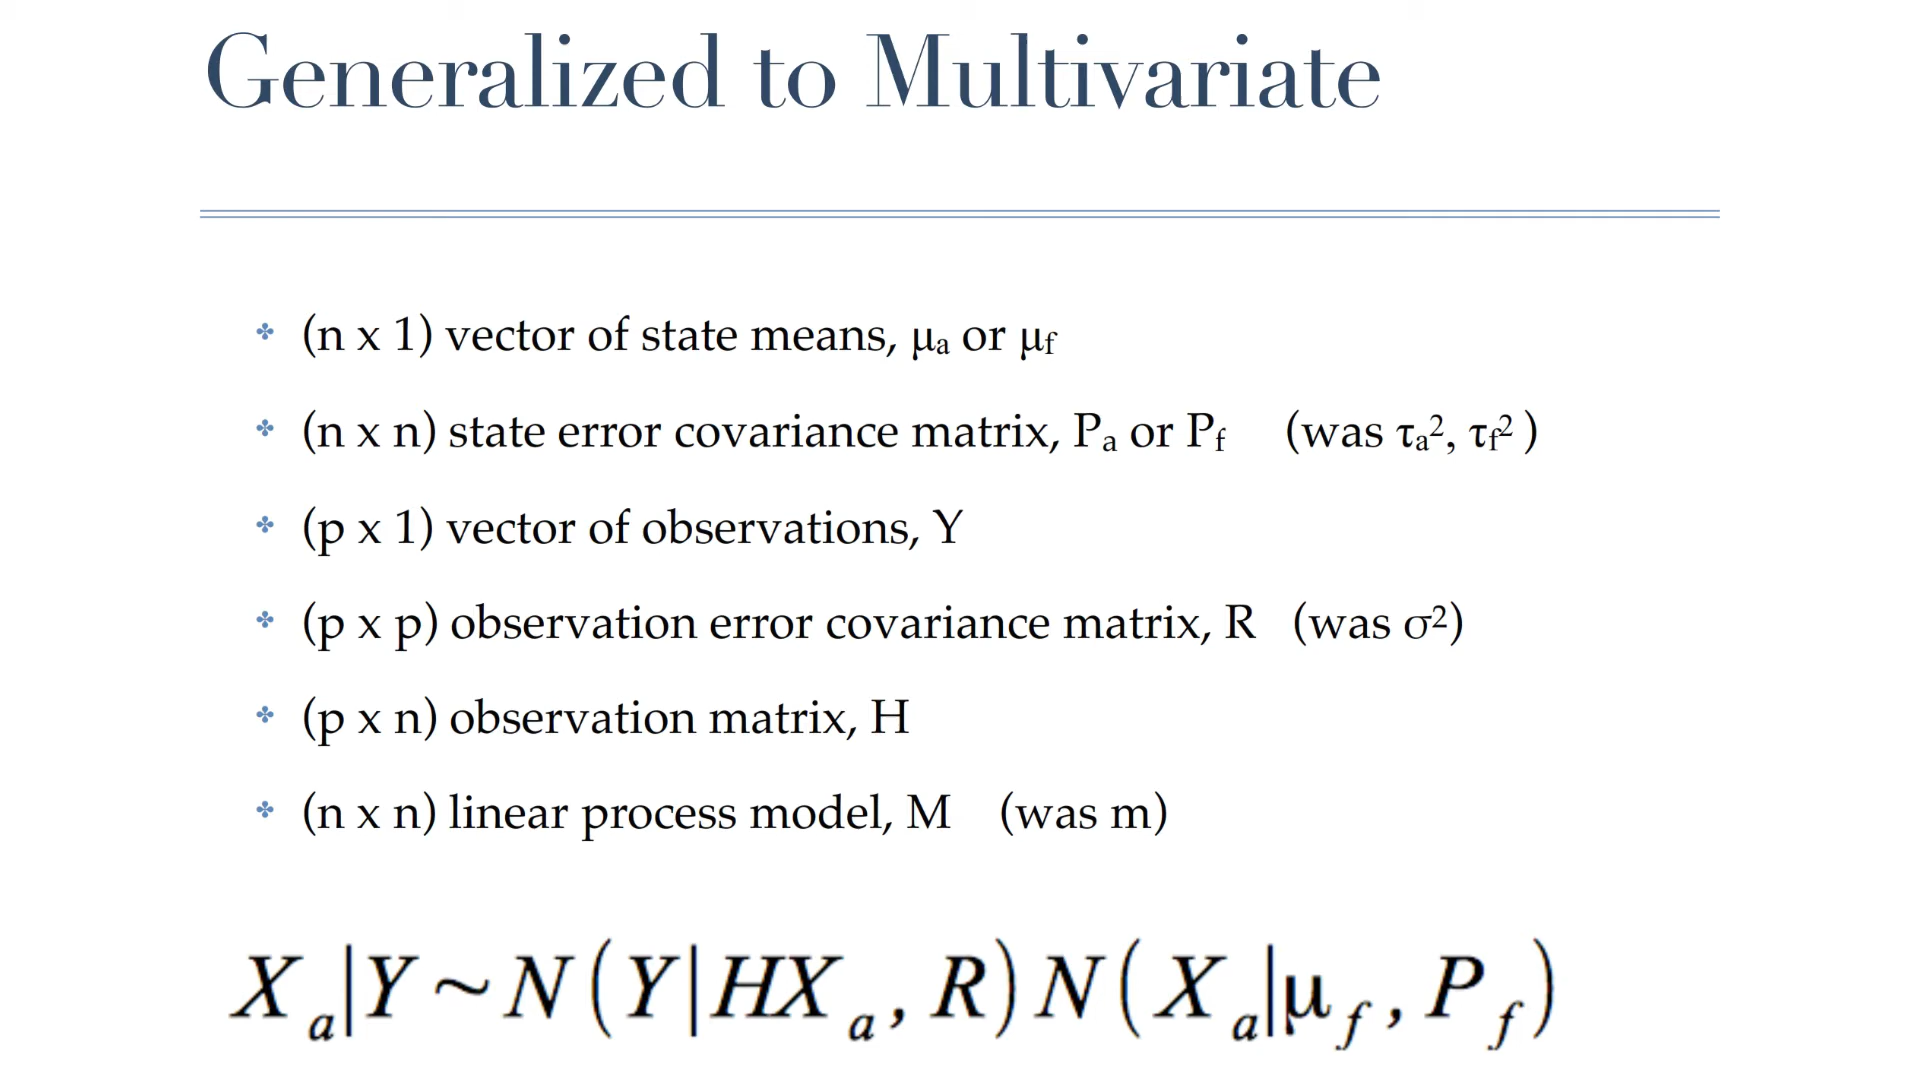 Generalized to Multivariate
(n x 1) vector of state means, μₐ or μf
(n x n) state error covariance matrix, Pₐ or Pf (was τₐ², τf² )
(p x 1) vector of observations, Y
(p x p) observation error covariance matrix, R (was σ²)
(p x n) observation matrix, H
(n x n) linear process model, M (was m)
Xₐ|Y ~ N(Y|HXₐ, R) N(Xₐ|μf, Pf)